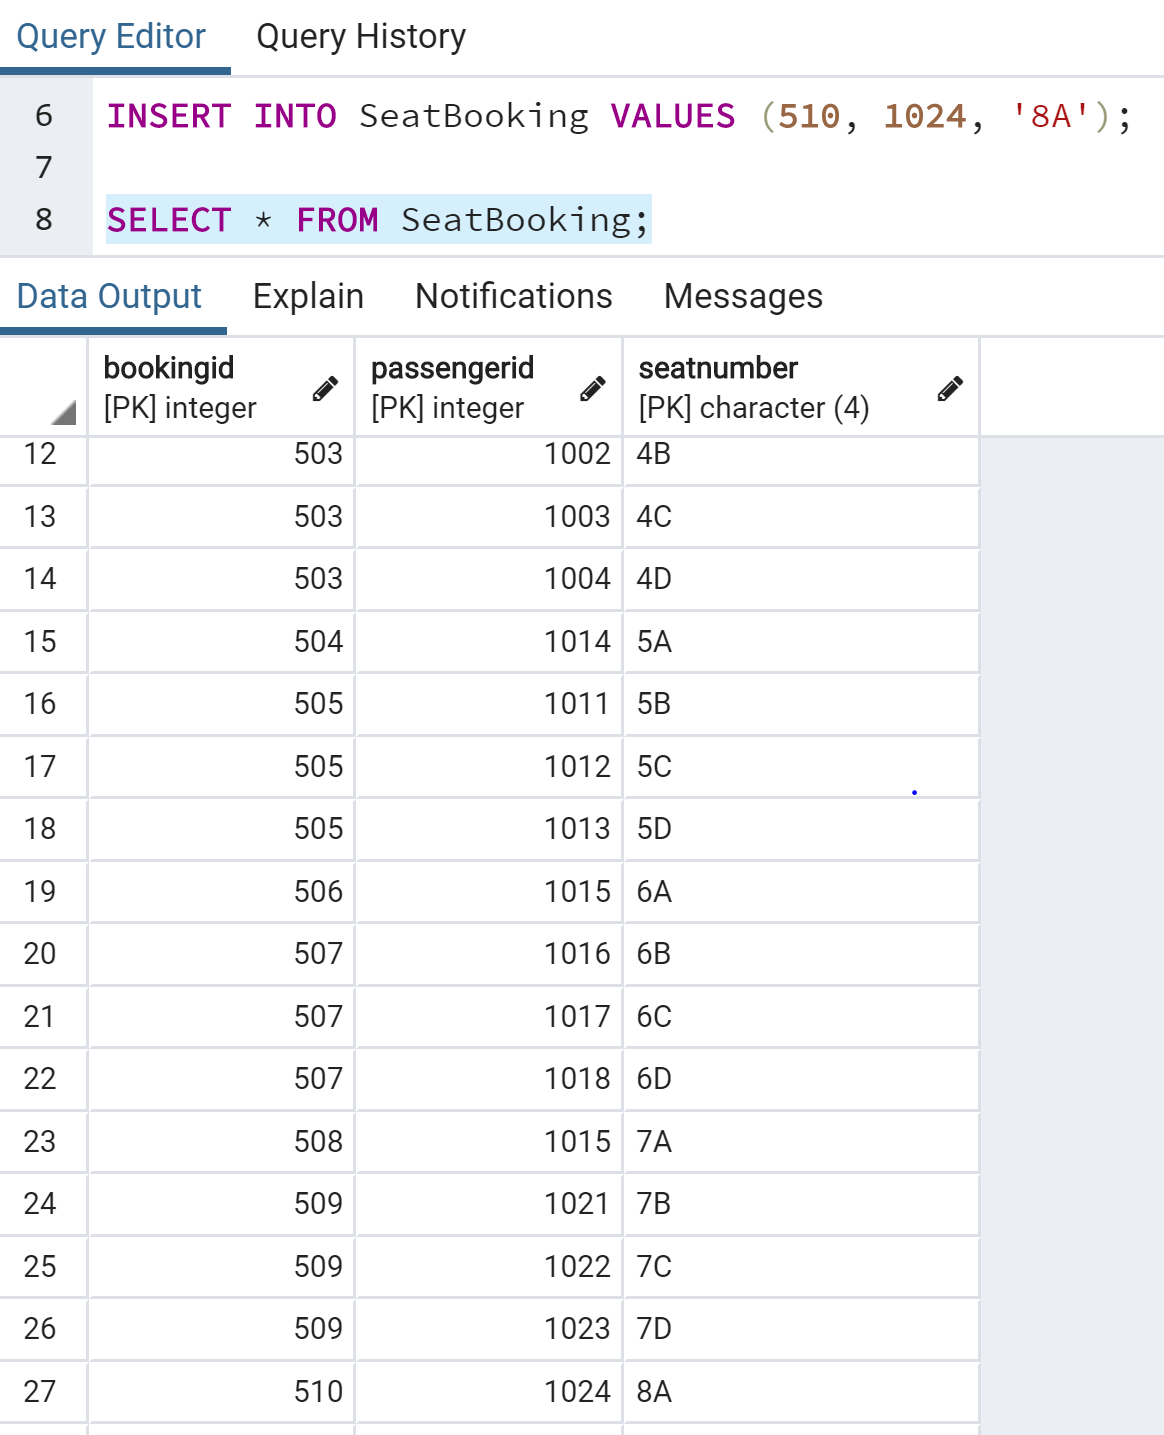 Query Editor Query History
6 INSERT INTO SeatBooking VALUES (510, 1024, '8A');
7
8 SELECT * FROM SeatBooking;
Data Output Explain Notifications Messages
bookingid passengerid seatnumber
[PK] integer [PK] integer [PK] character (4)
12 503 1002 4B
13 503 1003 4C
14 503 1004 4D
15 504 1014 5A
16 505 1011 5B
17 505 1012 5C
18 505 1013 5D
19 506 1015 6A
20 507 1016 6B
21 507 1017 6C
22 507 1018 6D
23 508 1015 7A
24 509 1021 7B
25 509 1022 7C
26 509 1023 7D
27 510 1024 8A